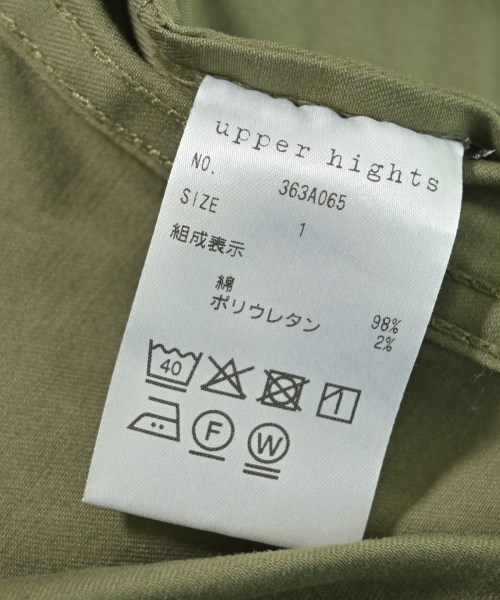 upper hights
NO. 363A065
SIZE 1
組成表示
綿 98%
ポリウレタン 2%
40
F W